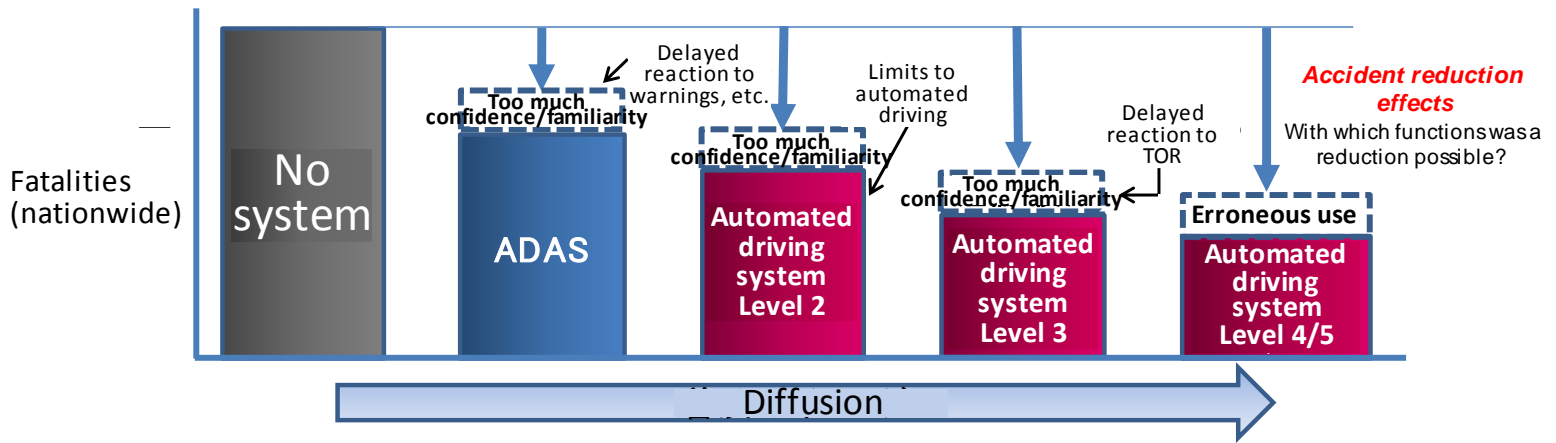 Fatalities
(nationwide)
No
system
Too much
confidence/familiarity
ADAS
Delayed
reaction to
warnings, etc.
Too much
confidence/familiarity
Automated
driving
system
Level 2
Limits to
automated
driving
Too much
confidence/familiarity
Automated
driving
system
Level 3
Delayed
reaction to
TOR
Erroneous use
Automated
driving
system
Level 4/5
Accident reduction
effects
With which functions was a
reduction possible?
Diffusion